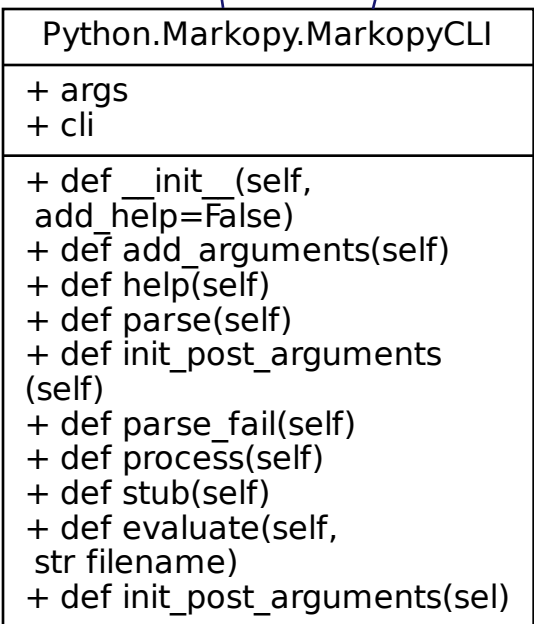 Python.Markopy.MarkopyCLI
+ args
+ cli
+ def __init__(self,
add_help=False)
+ def add_arguments(self)
+ def help(self)
+ def parse(self)
+ def init_post_arguments
(self)
+ def parse_fail(self)
+ def process(self)
+ def stub(self)
+ def evaluate(self,
str filename)
+ def init_post_arguments(sel)